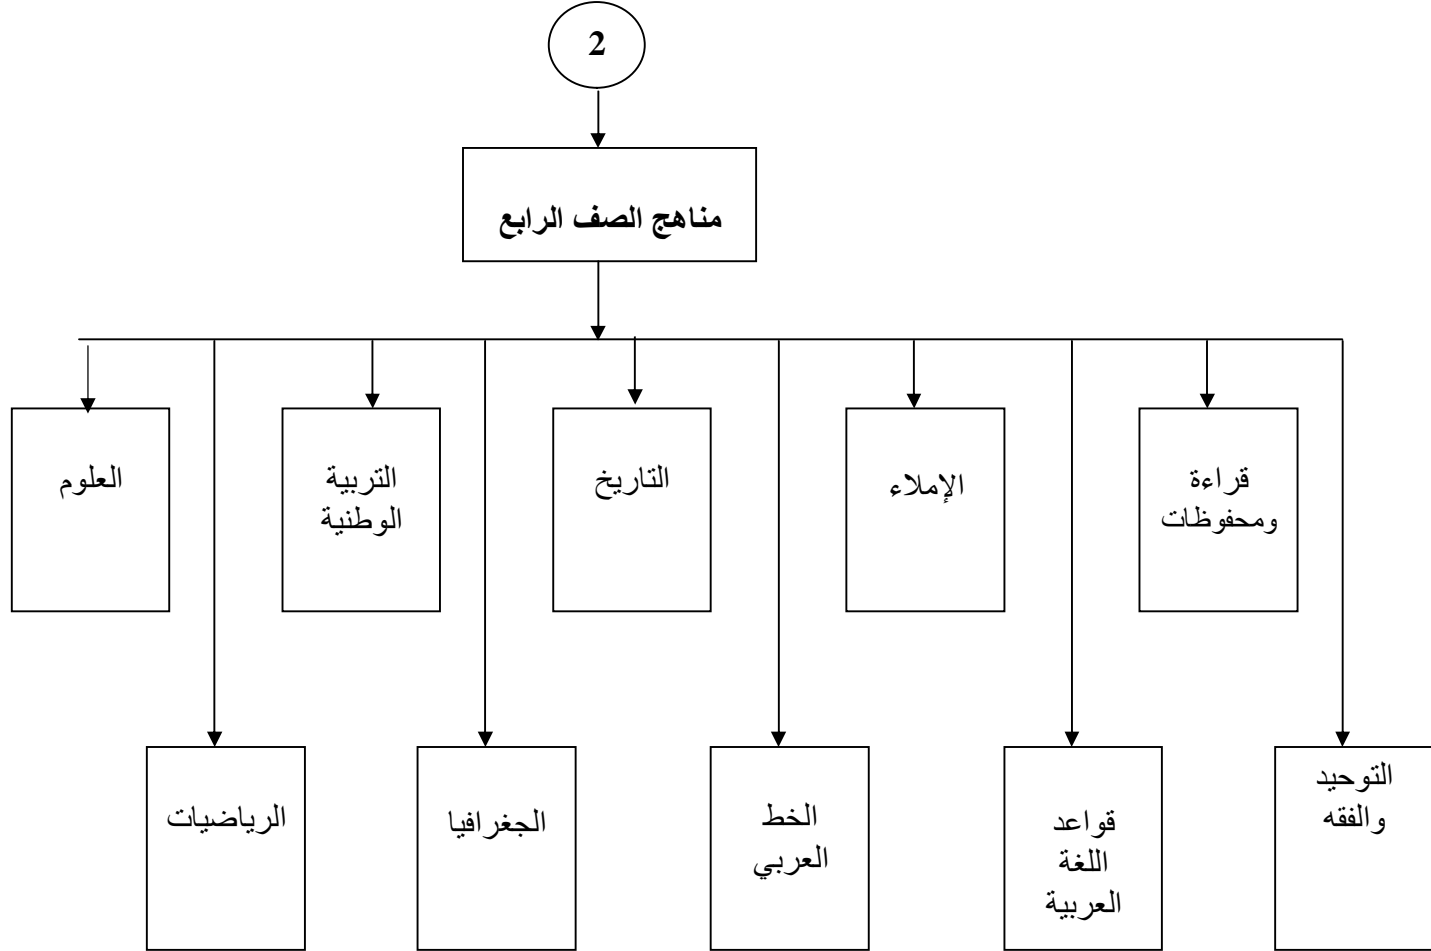 2
مناهج الصف الرابع
قراءة
ومحفوظات
الإملاء
التاريخ
التربية
الوطنية
العلوم
التوحيد
والفقه
قواعد
اللغة
العربية
الخط
العربي
الجغرافيا
الرياضيات